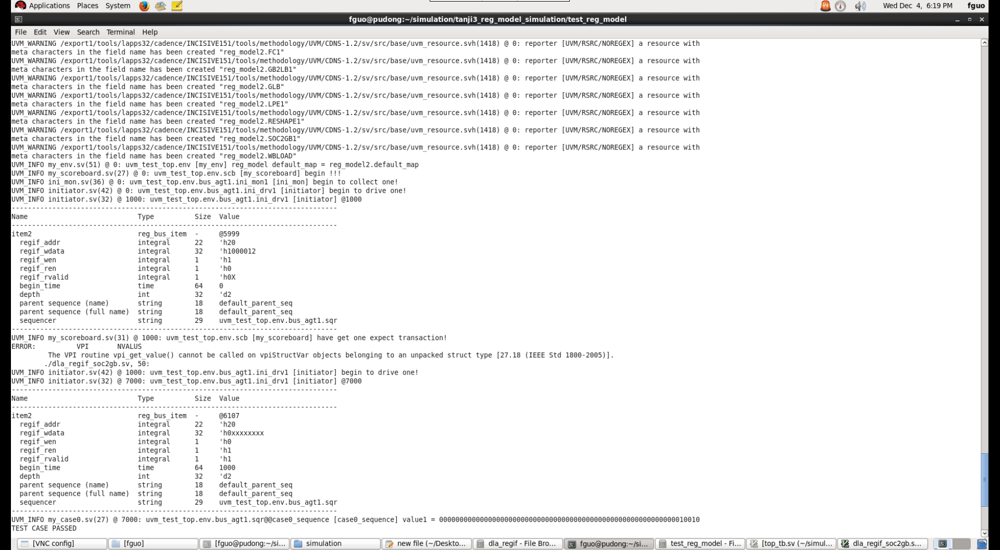 Applications Places System Wed Dec 4, 6:19 PM fguo
fguo@pudong:~/simulation/tanji3_reg_model_simulation/test_reg_model
File Edit View Search Terminal Help
UVM_WARNING /export1/tools/lapps32/cadence/INCISIVE151/tools/methodology/UVM/CDNS-1.2/sv/src/base/uvm_resource.svh(1418) @ 0: reporter [UVM/RSRC/NOREGEX] a resource with
meta characters in the field name has been created "reg_model2.FC1"
UVM_WARNING /export1/tools/lapps32/cadence/INCISIVE151/tools/methodology/UVM/CDNS-1.2/sv/src/base/uvm_resource.svh(1418) @ 0: reporter [UVM/RSRC/NOREGEX] a resource with
meta characters in the field name has been created "reg_model2.GB2LB1"
UVM_WARNING /export1/tools/lapps32/cadence/INCISIVE151/tools/methodology/UVM/CDNS-1.2/sv/src/base/uvm_resource.svh(1418) @ 0: reporter [UVM/RSRC/NOREGEX] a resource with
meta characters in the field name has been created "reg_model2.GLB"
UVM_WARNING /export1/tools/lapps32/cadence/INCISIVE151/tools/methodology/UVM/CDNS-1.2/sv/src/base/uvm_resource.svh(1418) @ 0: reporter [UVM/RSRC/NOREGEX] a resource with
meta characters in the field name has been created "reg_model2.LPE1"
UVM_WARNING /export1/tools/lapps32/cadence/INCISIVE151/tools/methodology/UVM/CDNS-1.2/sv/src/base/uvm_resource.svh(1418) @ 0: reporter [UVM/RSRC/NOREGEX] a resource with
meta characters in the field name has been created "reg_model2.RESHAPE1"
UVM_WARNING /export1/tools/lapps32/cadence/INCISIVE151/tools/methodology/UVM/CDNS-1.2/sv/src/base/uvm_resource.svh(1418) @ 0: reporter [UVM/RSRC/NOREGEX] a resource with
meta characters in the field name has been created "reg_model2.SOC2GB1"
UVM_WARNING /export1/tools/lapps32/cadence/INCISIVE151/tools/methodology/UVM/CDNS-1.2/sv/src/base/uvm_resource.svh(1418) @ 0: reporter [UVM/RSRC/NOREGEX] a resource with
meta characters in the field name has been created "reg_model2.WBLOAD"
UVM_INFO my_env.sv(51) @ 0: uvm_test_top.env [my_env] reg_model default_map = reg_model2.default_map
UVM_INFO my_scoreboard.sv(27) @ 0: uvm_test_top.env.scb [my_scoreboard] begin !!!
UVM_INFO ini_mon.sv(36) @ 0: uvm_test_top.env.bus_agt1.ini_mon1 [ini_mon] begin to collect one!
UVM_INFO initiator.sv(42) @ 0: uvm_test_top.env.bus_agt1.ini_drv1 [initiator] begin to drive one!
UVM_INFO initiator.sv(32) @ 1000: uvm_test_top.env.bus_agt1.ini_drv1 [initiator] @1000
--------------------------------------------------------------------------------
Name Type Size Value
--------------------------------------------------------------------------------
item2 reg_bus_item - @5999
regif_addr integral 22 'h20
regif_wdata integral 32 'h1000012
regif_wen integral 1 'h1
regif_ren integral 1 'h0
regif_rvalid integral 1 'h0X
begin_time time 64 0
depth int 32 'd2
parent sequence (name) string 18 default_parent_seq
parent sequence (full name) string 18 default_parent_seq
sequencer string 29 uvm_test_top.env.bus_agt1.sqr
--------------------------------------------------------------------------------
UVM_INFO my_scoreboard.sv(31) @ 1000: uvm_test_top.env.scb [my_scoreboard] have get one expect transaction!
ERROR: VPI NVALUS
The VPI routine vpi_get_value() cannot be called on vpiStructVar objects belonging to an unpacked struct type [27.18 (IEEE Std 1800-2005)].
./dla_regif_soc2gb.sv, 50:
UVM_INFO initiator.sv(42) @ 1000: uvm_test_top.env.bus_agt1.ini_drv1 [initiator] begin to drive one!
UVM_INFO initiator.sv(32) @ 7000: uvm_test_top.env.bus_agt1.ini_drv1 [initiator] @7000
--------------------------------------------------------------------------------
Name Type Size Value
--------------------------------------------------------------------------------
item2 reg_bus_item - @6107
regif_addr integral 22 'h20
regif_wdata integral 32 'h0xxxxxxxx
regif_wen integral 1 'h0
regif_ren integral 1 'h1
regif_rvalid integral 1 'h1
begin_time time 64 1000
depth int 32 'd2
parent sequence (name) string 18 default_parent_seq
parent sequence (full name) string 18 default_parent_seq
sequencer string 29 uvm_test_top.env.bus_agt1.sqr
--------------------------------------------------------------------------------
UVM_INFO my_case0.sv(27) @ 7000: uvm_test_top.env.bus_agt1.sqr@@case0_sequence [case0_sequence] value1 = 0000000000000000000000000000000000000000000000000000000000010010
TEST CASE PASSED
[VNC config] [fguo] [fguo@pudong:~/si... simulation new file (~/Deskto... dla_regif - File Bro... fguo@pudong:~/si... test_reg_model - Fi... [top_tb.sv (~/simul... dla_regif_soc2gb.s...